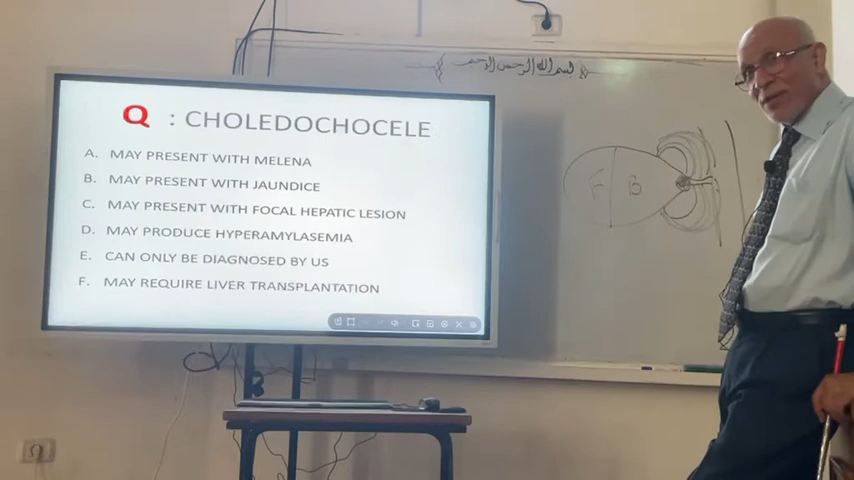 بسم الله الرحمن الرحيم
Q : CHOLEDOCHOCELE
A. MAY PRESENT WITH MELENA
B. MAY PRESENT WITH JAUNDICE
C. MAY PRESENT WITH FOCAL HEPATIC LESION
D. MAY PRODUCE HYPERAMYLASEMIA
E. CAN ONLY BE DIAGNOSED BY US
F. MAY REQUIRE LIVER TRANSPLANTATION
F B